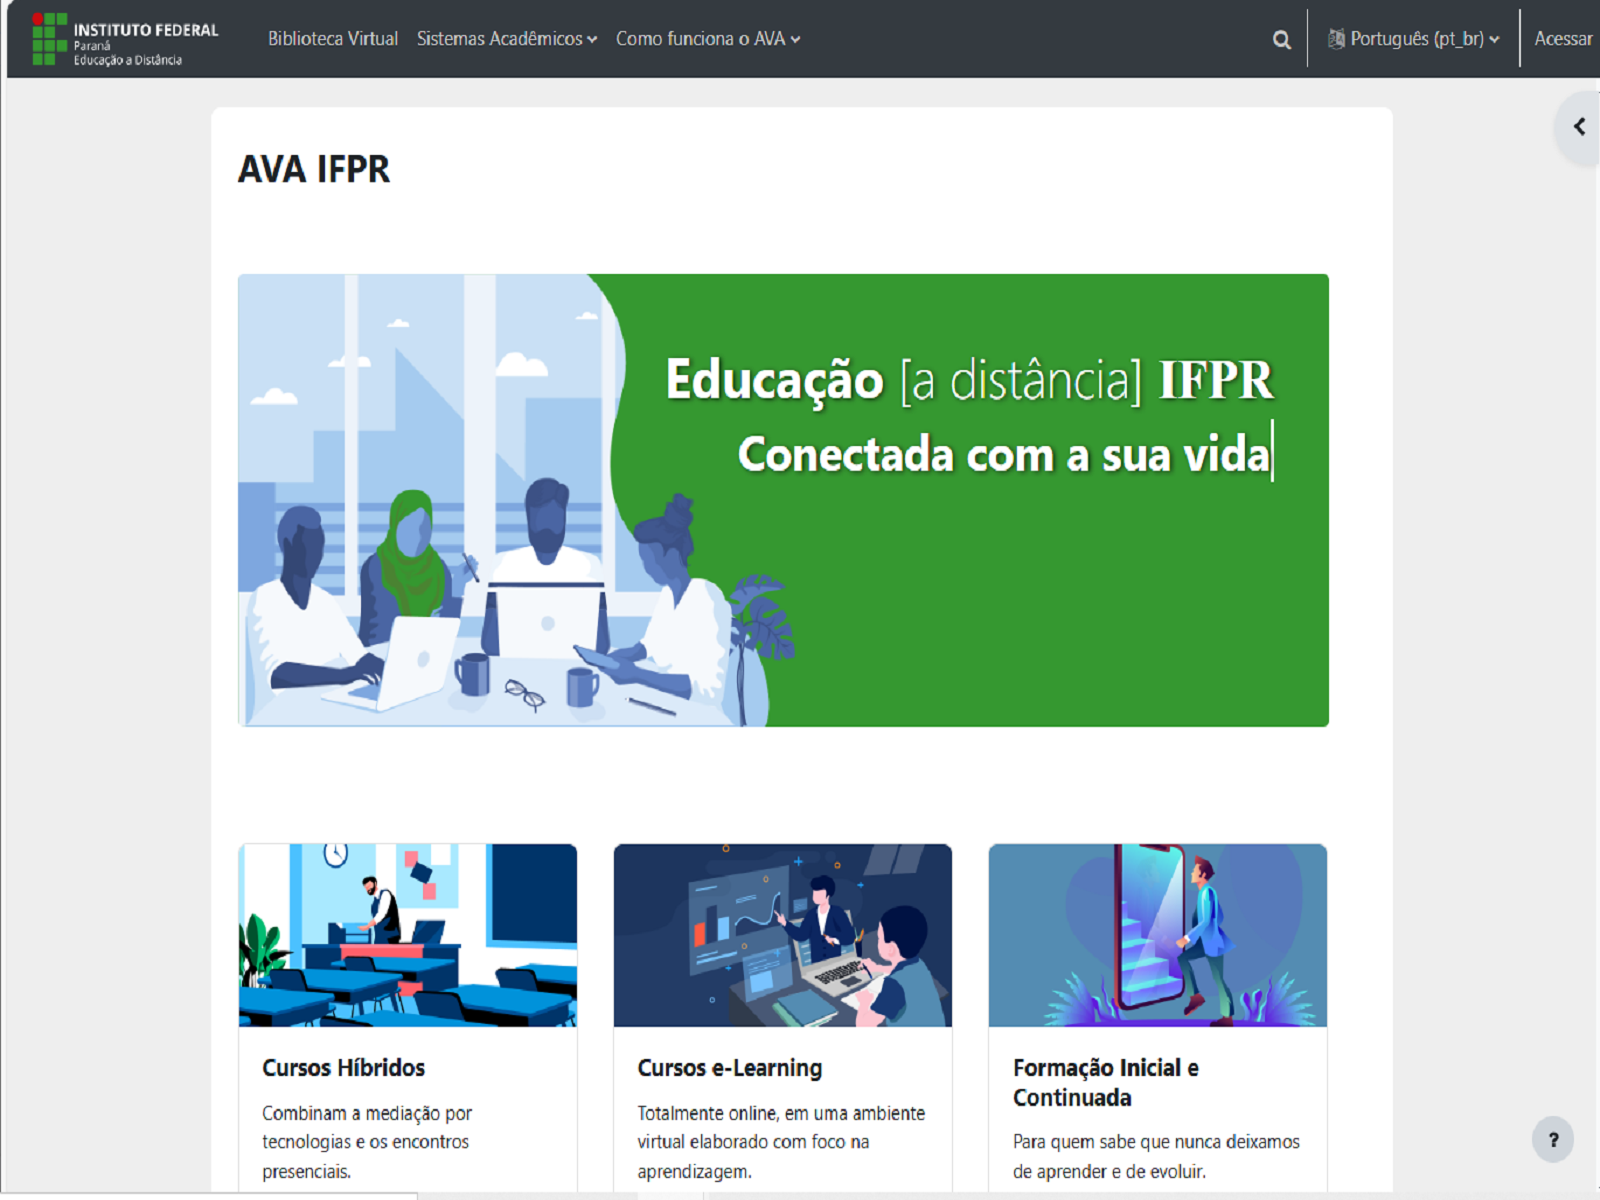 INSTITUTO FEDERAL
Paraná
Educação a Distância
Biblioteca Virtual Sistemas Acadêmicos Como funciona o AVA
Português (pt_br) Acessar
AVA IFPR
Educação [a distância] IFPR
Conectada com a sua vida
Cursos Híbridos
Combinam a mediação por
tecnologias e os encontros
presenciais.
Cursos e-Learning
Totalmente online, em uma ambiente
virtual elaborado com foco na
aprendizagem.
Formação Inicial e
Continuada
Para quem sabe que nunca deixamos
de aprender e de evoluir.
?